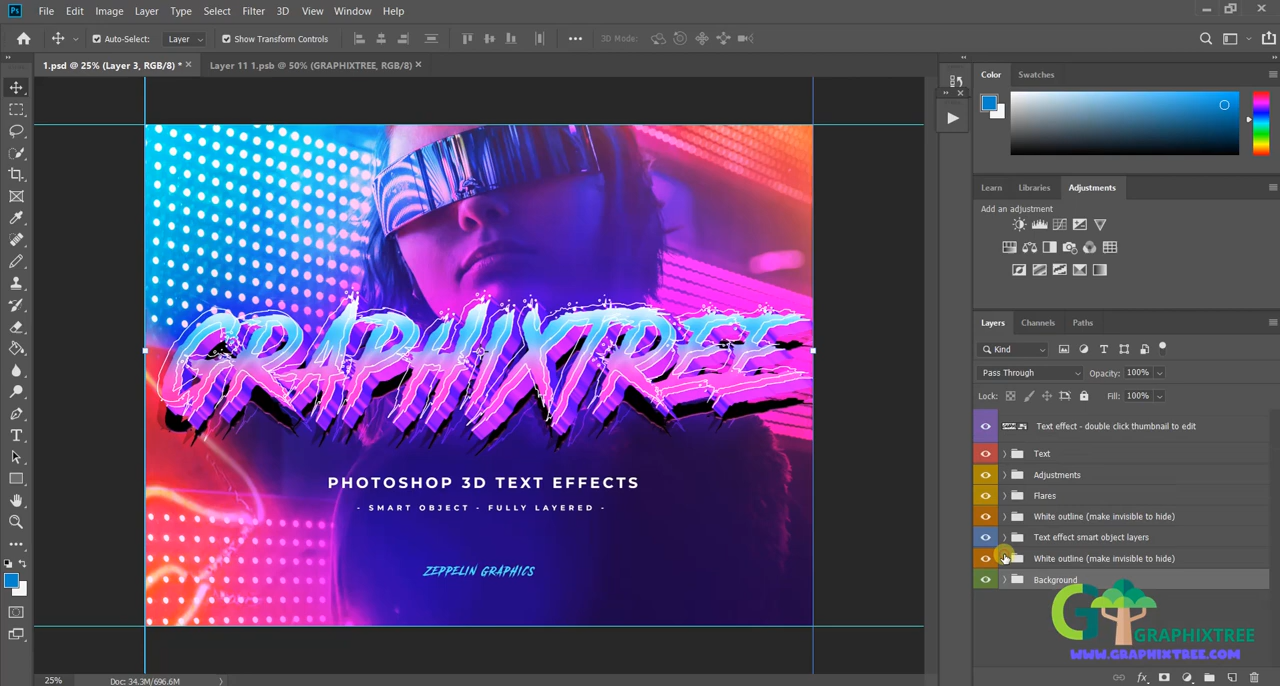 Ps File Edit Image Layer Type Select Filter 3D View Window Help
Auto-Select: Layer Show Transform Controls 3D Mode:
1.psd @ 25% (Layer 3, RGB/8) * × Layer 11 1.psb @ 50% (GRAPHIXTREE, RGB/8) ×
Color Swatches
Learn Libraries Adjustments
Add an adjustment
Layers Channels Paths
Kind
Pass Through Opacity: 100%
Lock: Fill: 100%
Text effect - double click thumbnail to edit
Text
Adjustments
Flares
White outline (make invisible to hide)
Text effect smart object layers
White outline (make invisible to hide)
Background
GRAPHIXTREE
PHOTOSHOP 3D TEXT EFFECTS
- SMART OBJECT - FULLY LAYERED -
ZEPPELIN GRAPHICS
GRAPHIXTREE
WWW.GRAPHIXTREE.COM
25% Doc: 34.3M/696.6M